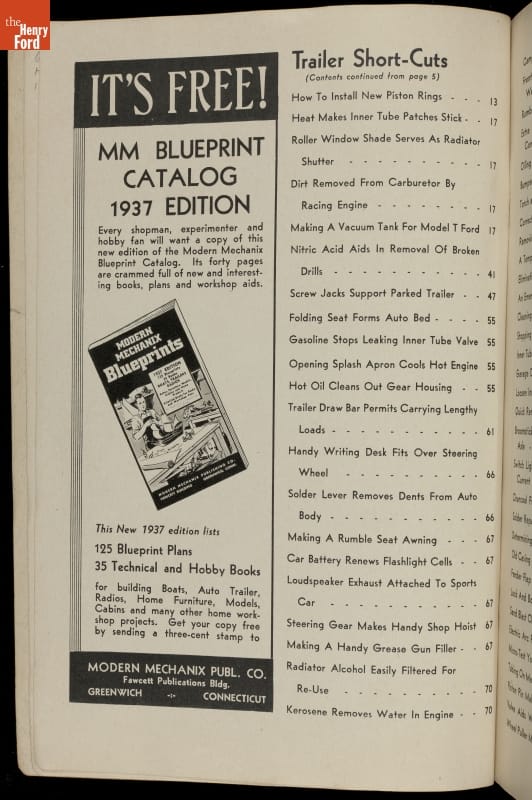 the
Henry
Ford
IT'S FREE!
MM BLUEPRINT
CATALOG
1937 EDITION
Every shopman, experimenter and
hobby fan will want a copy of this
new edition of the Modern Mechanix
Blueprint Catalog. Its forty pages
are crammed full of new and interest-
ing books, plans and workshop aids.
MODERN
MECHANIX
Blueprints
1937 EDITION
MODERN MECHANIX PUBLISHING CO.
This New 1937 edition lists
125 Blueprint Plans
35 Technical and Hobby Books
for building Boats, Auto Trailer,
Radios, Home Furniture, Models,
Cabins and many other home work-
shop projects. Get your copy free
by sending a three-cent stamp to
MODERN MECHANIX PUBL. CO.
Fawcett Publications Bldg.
GREENWICH -:- CONNECTICUT
Trailer Short-Cuts
(Contents continued from page 5)
How To Install New Piston Rings - - - 13
Heat Makes Inner Tube Patches Stick - - 17
Roller Window Shade Serves As Radiator
Shutter - - - - - - - - - - 17
Dirt Removed From Carburetor By
Racing Engine - - - - - - - - 17
Making A Vacuum Tank For Model T Ford 17
Nitric Acid Aids In Removal Of Broken
Drills - - - - - - - - - - - 41
Screw Jacks Support Parked Trailer - - 47
Folding Seat Forms Auto Bed - - - - 55
Gasoline Stops Leaking Inner Tube Valve 55
Opening Splash Apron Cools Hot Engine 55
Hot Oil Cleans Out Gear Housing - - 55
Trailer Draw Bar Permits Carrying Lengthy
Loads - - - - - - - - - - - 61
Handy Writing Desk Fits Over Steering
Wheel - - - - - - - - - - 66
Solder Lever Removes Dents From Auto
Body - - - - - - - - - - - 66
Making A Rumble Seat Awning - - - 67
Car Battery Renews Flashlight Cells - - 67
Loudspeaker Exhaust Attached To Sports
Car - - - - - - - - - - - 67
Steering Gear Makes Handy Shop Hoist 67
Making A Handy Grease Gun Filler - - 67
Radiator Alcohol Easily Filtered For
Re-Use - - - - - - - - - - 70
Kerosene Removes Water In Engine - - 70